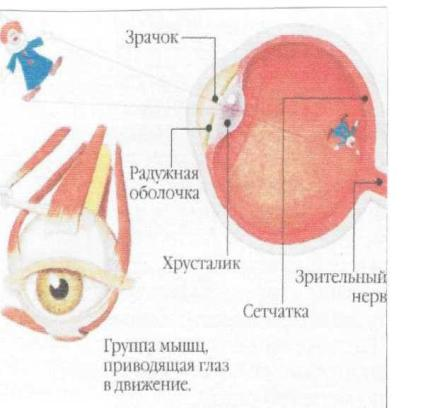 Зрачок
Радужная
оболочка
Хрусталик
Зрительный
нерв
Сетчатка
Группа мышц,
приводящая глаз
в движение.